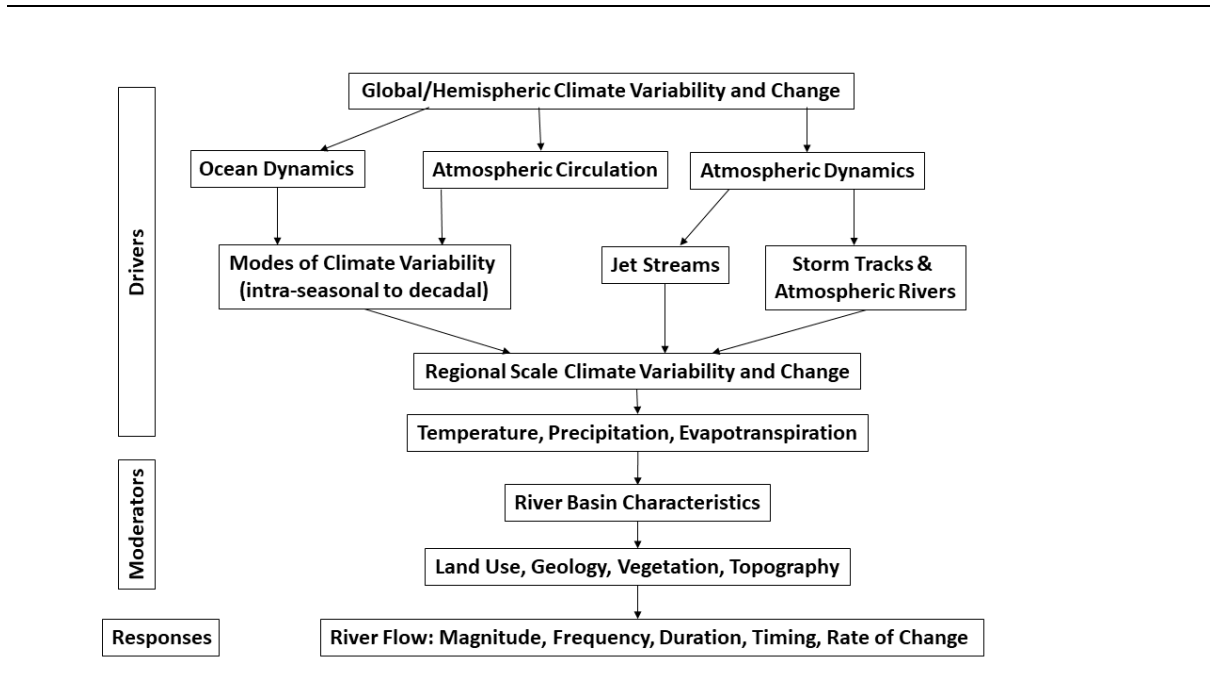 Global/Hemispheric Climate Variability and Change
Drivers
Ocean Dynamics
Atmospheric Circulation
Atmospheric Dynamics
Modes of Climate Variability
(intra-seasonal to decadal)
Jet Streams
Storm Tracks &
Atmospheric Rivers
Regional Scale Climate Variability and Change
Temperature, Precipitation, Evapotranspiration
Moderators
River Basin Characteristics
Land Use, Geology, Vegetation, Topography
Responses
River Flow: Magnitude, Frequency, Duration, Timing, Rate of Change